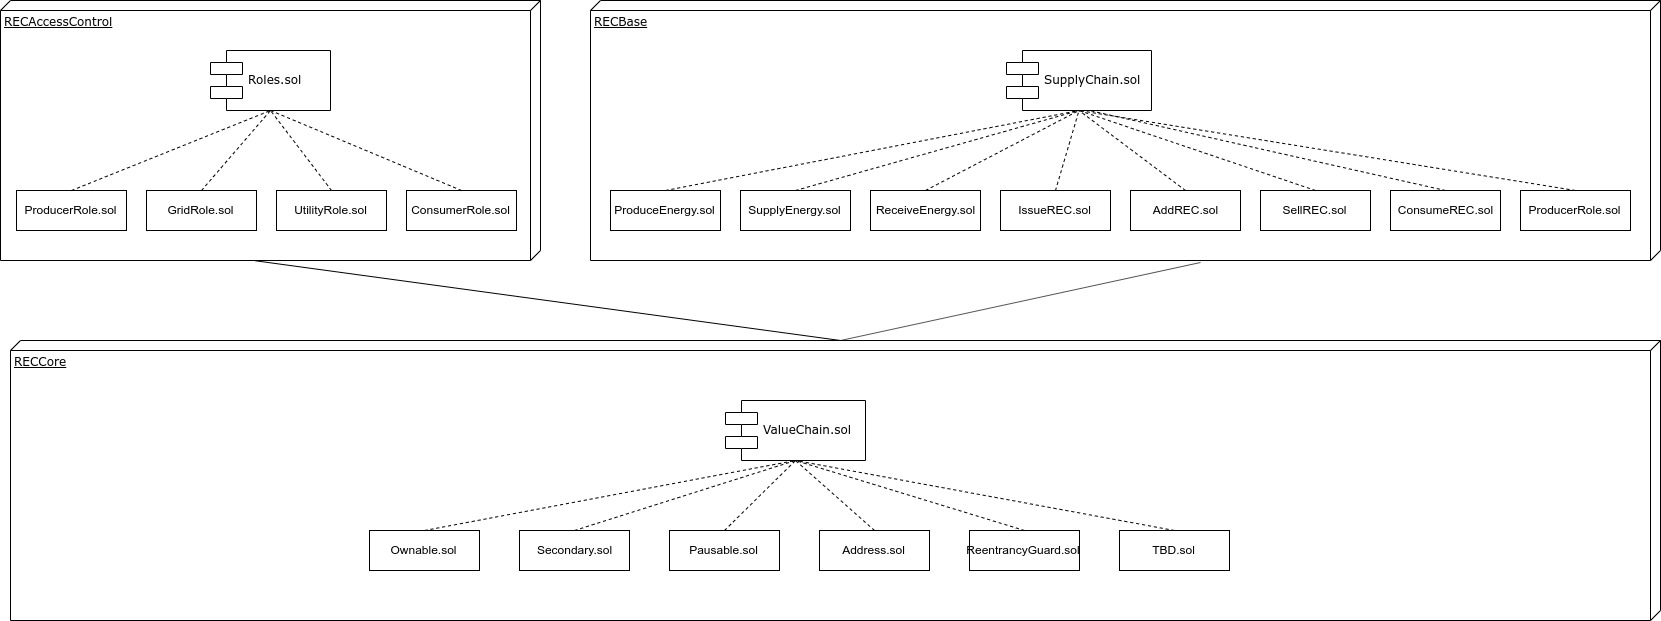 RECAccessControl
Roles.sol
ProducerRole.sol
GridRole.sol
UtilityRole.sol
ConsumerRole.sol
RECBase
SupplyChain.sol
ProduceEnergy.sol
SupplyEnergy.sol
ReceiveEnergy.sol
IssueREC.sol
AddREC.sol
SellREC.sol
ConsumeREC.sol
ProducerRole.sol
RECCore
ValueChain.sol
Ownable.sol
Secondary.sol
Pausable.sol
Address.sol
ReentrancyGuard.sol
TBD.sol